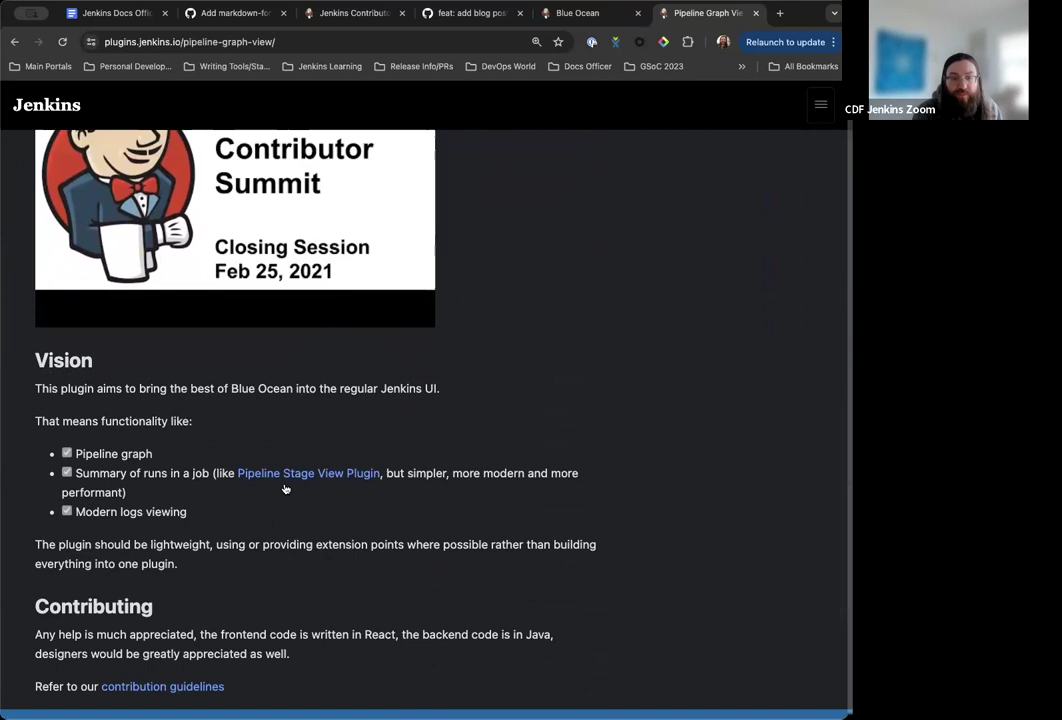 Jenkins Docs Offi
Add markdown-for
Jenkins Contributo
feat: add blog pos
Blue Ocean
Pipeline Graph Vie
plugins.jenkins.io/pipeline-graph-view/
Relaunch to update
Main Portals
Personal Develop...
Writing Tools/Sta...
Jenkins Learning
Release Info/PRs
DevOps World
Docs Officer
GSoC 2023
All Bookmarks
Jenkins
CDF Jenkins Zoom
Contributor
Summit
Closing Session
Feb 25, 2021
Vision
This plugin aims to bring the best of Blue Ocean into the regular Jenkins UI.
That means functionality like:
Pipeline graph
Summary of runs in a job (like Pipeline Stage View Plugin, but simpler, more modern and more
performant)
Modern logs viewing
The plugin should be lightweight, using or providing extension points where possible rather than building
everything into one plugin.
Contributing
Any help is much appreciated, the frontend code is written in React, the backend code is in Java,
designers would be greatly appreciated as well.
Refer to our contribution guidelines